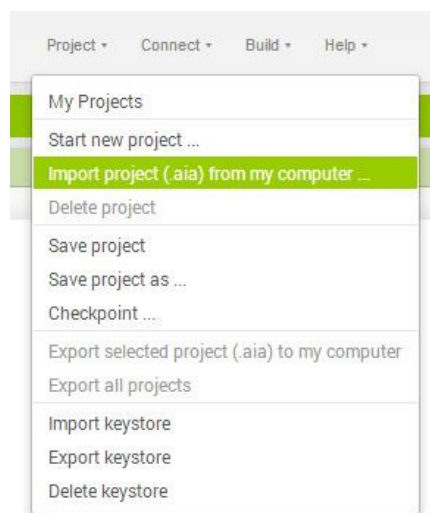 Project Connect Build Help
My Projects
Start new project ...
Import project (.aia) from my computer ...
Delete project
Save project
Save project as ...
Checkpoint ...
Export selected project (.aia) to my computer
Export all projects
Import keystore
Export keystore
Delete keystore